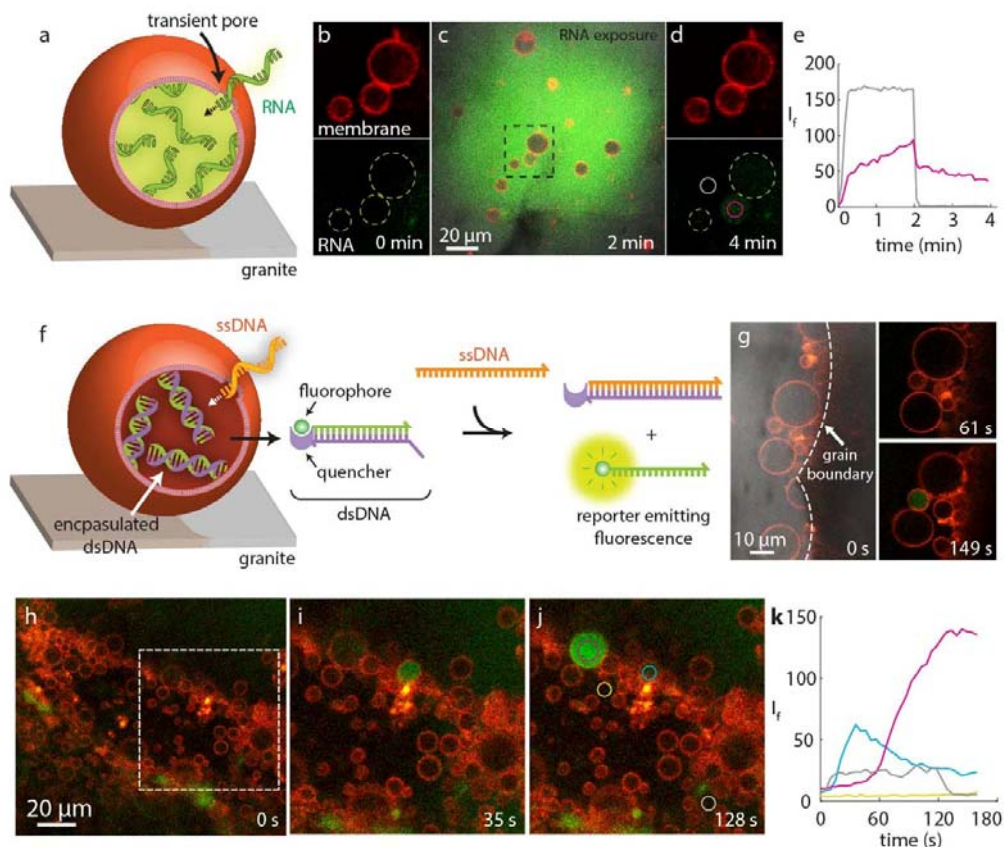 a
transient pore
RNA
granite
b
membrane
RNA
0 min
c
RNA exposure
20 µm
2 min
d
4 min
e
200
150
100
50
0
I_f
0 1 2 3 4
time (min)
f
ssDNA
encpasulated
dsDNA
granite
fluorophore
quencher
dsDNA
ssDNA
+
reporter emitting
fluorescence
g
grain
boundary
10 µm
0 s
61 s
149 s
h
20 µm
0 s
i
35 s
j
128 s
k
150
100
50
0
I_f
0 60 120 180
time (s)